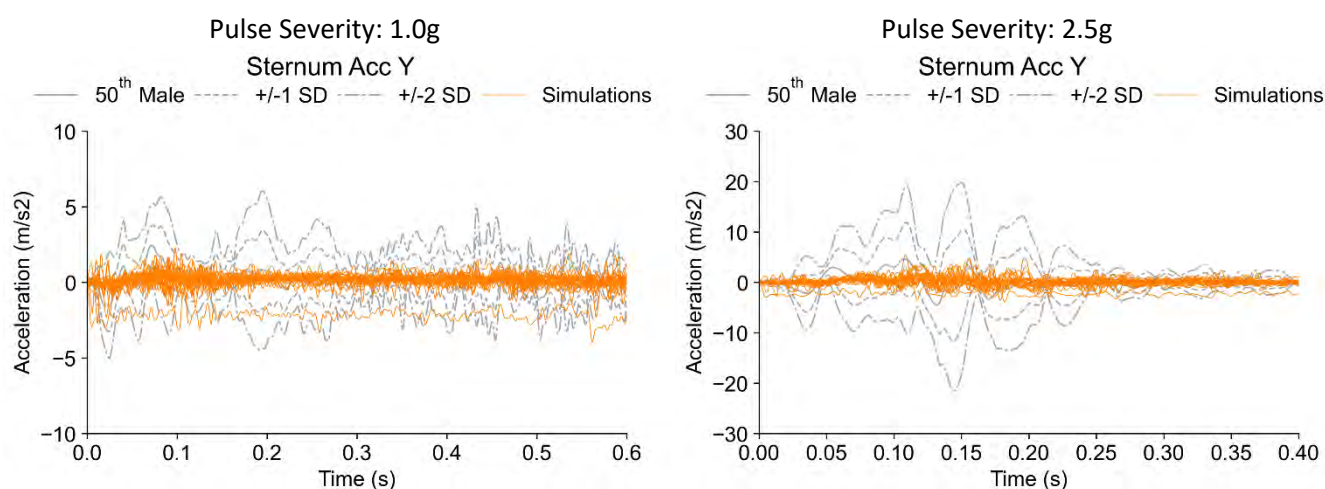 Pulse Severity: 1.0g
Sternum Acc Y
50th Male +/-1 SD +/-2 SD Simulations
10
5
0
−5
−10
Acceleration (m/s2)
0.0 0.1 0.2 0.3 0.4 0.5 0.6
Time (s)
Pulse Severity: 2.5g
Sternum Acc Y
50th Male +/-1 SD +/-2 SD Simulations
30
20
10
0
−10
−20
−30
Acceleration (m/s2)
0.00 0.05 0.10 0.15 0.20 0.25 0.30 0.35 0.40
Time (s)